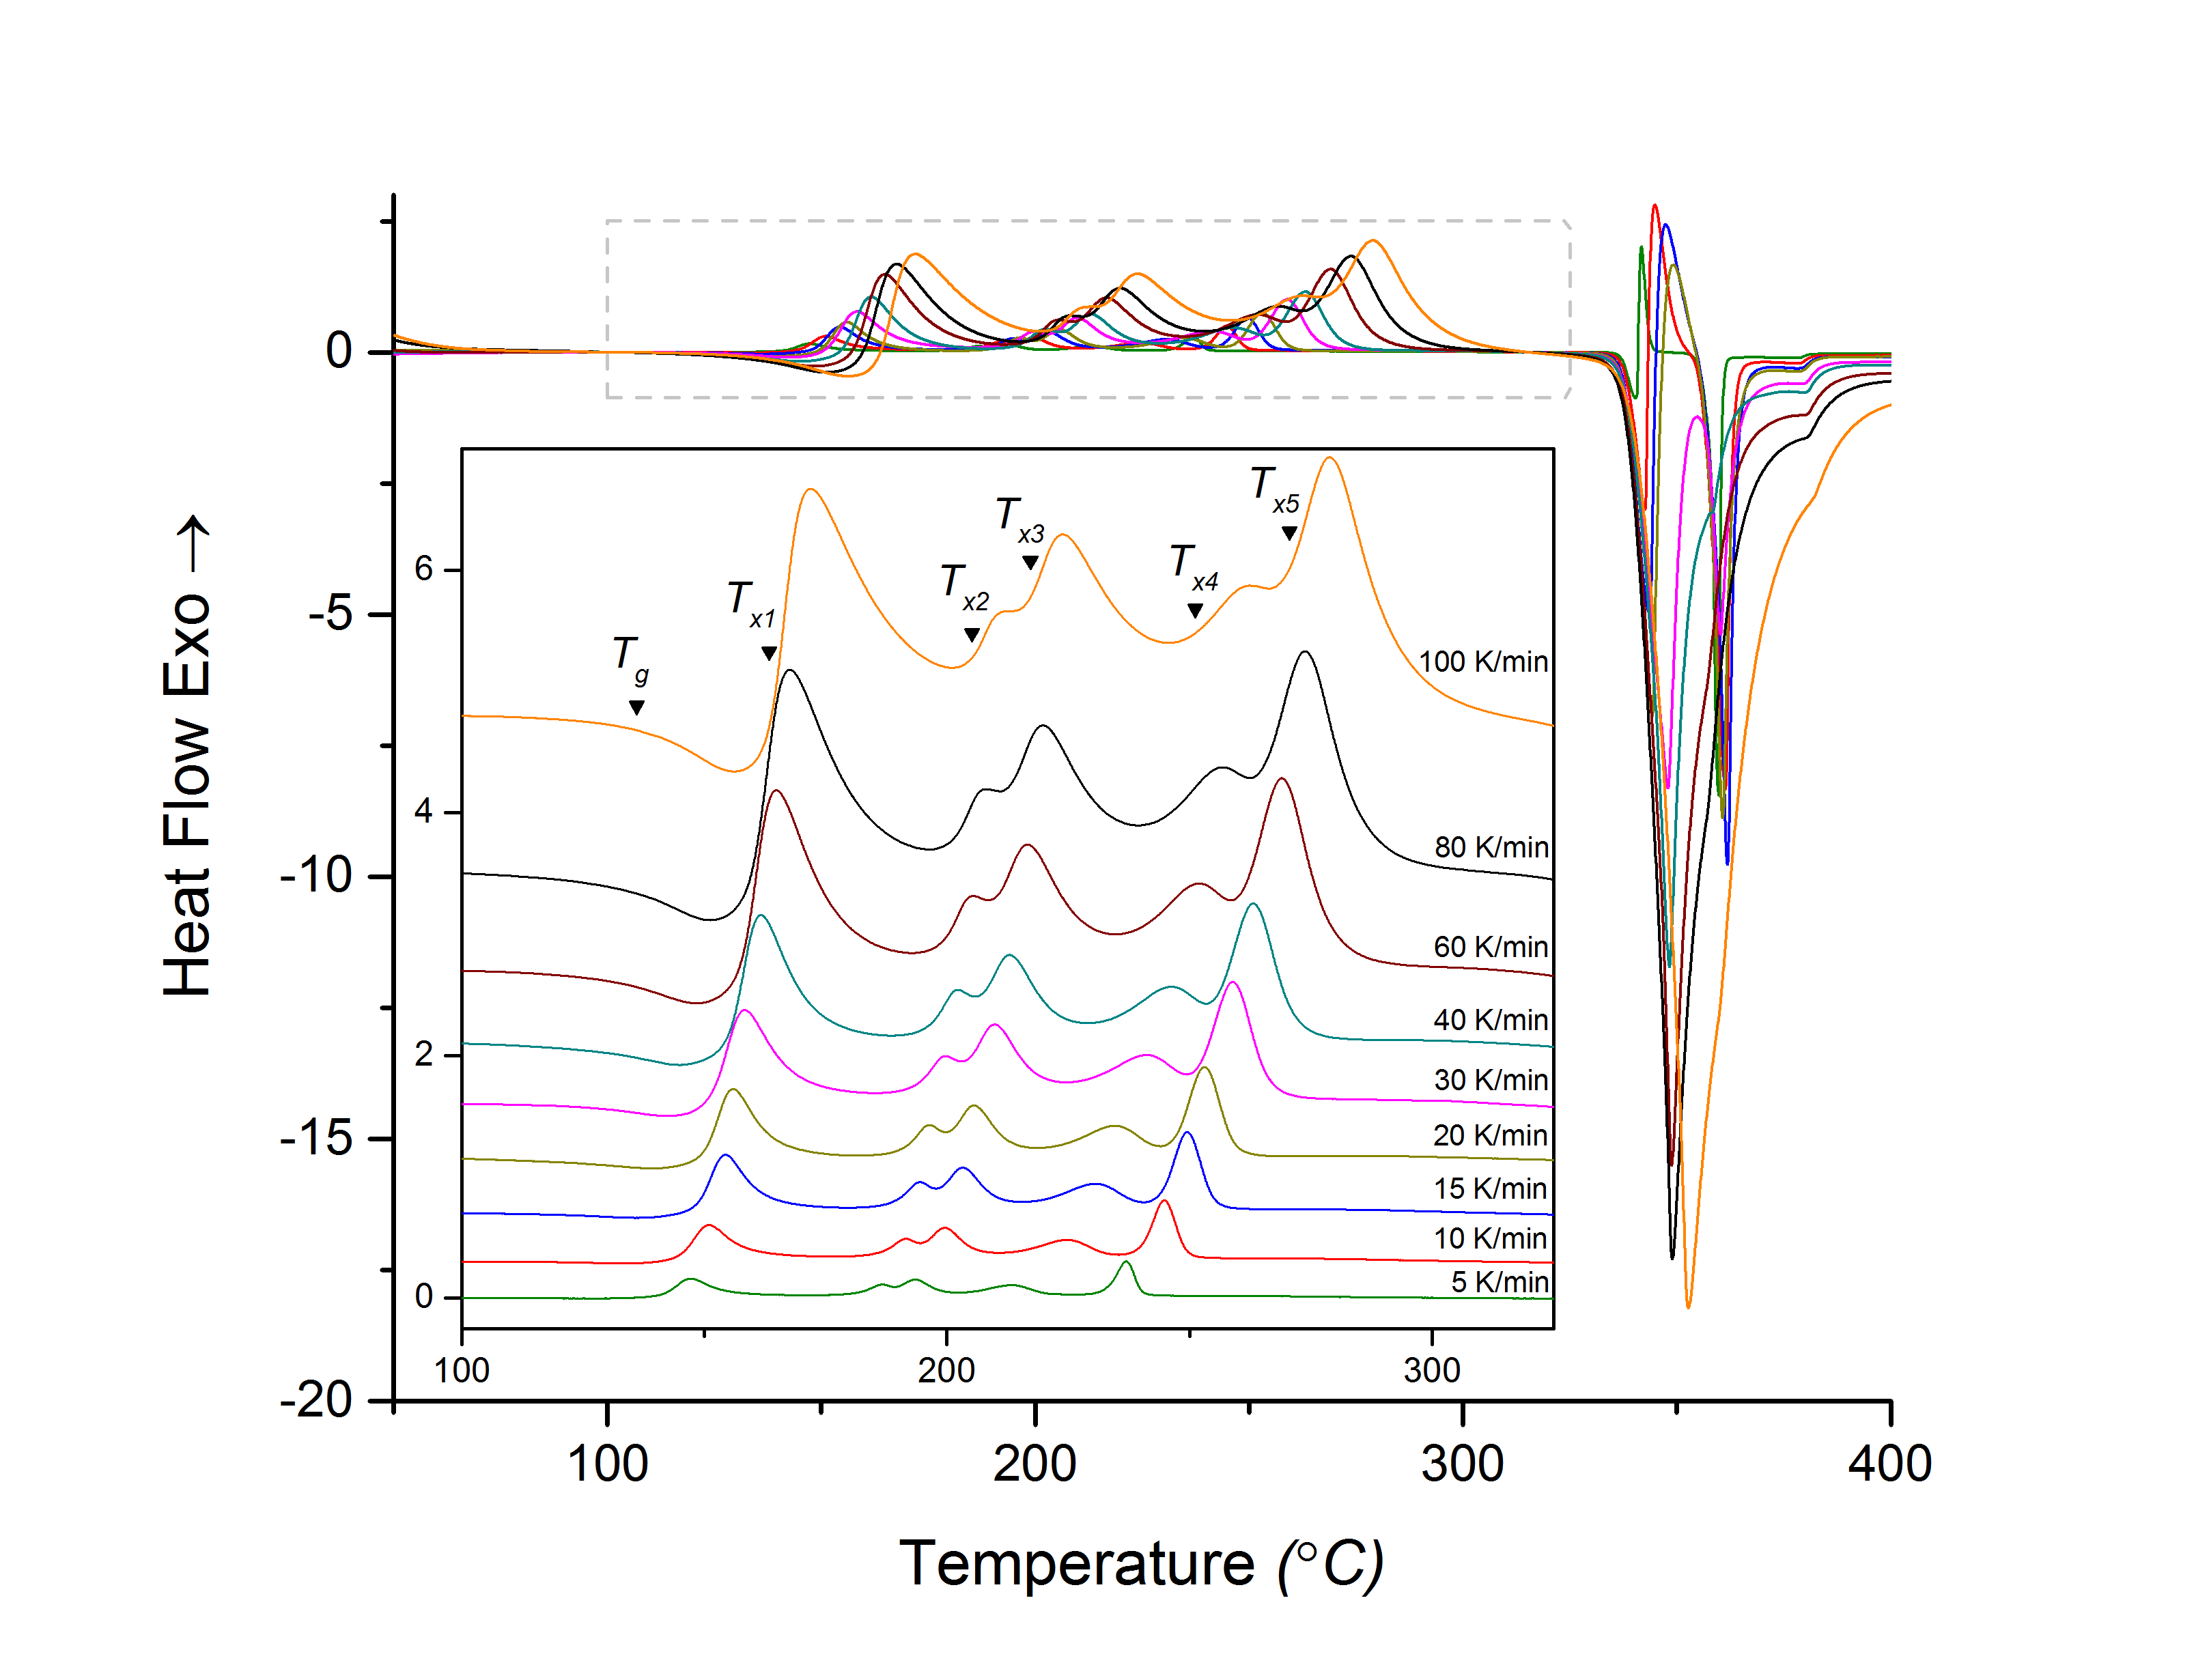 0
-5
-10
-15
-20
100
200
300
400
Heat Flow Exo →
Temperature (°C)
6
4
2
0
100
200
300
Tg
Tx1
Tx2
Tx3
Tx4
Tx5
100 K/min
80 K/min
60 K/min
40 K/min
30 K/min
20 K/min
15 K/min
10 K/min
5 K/min